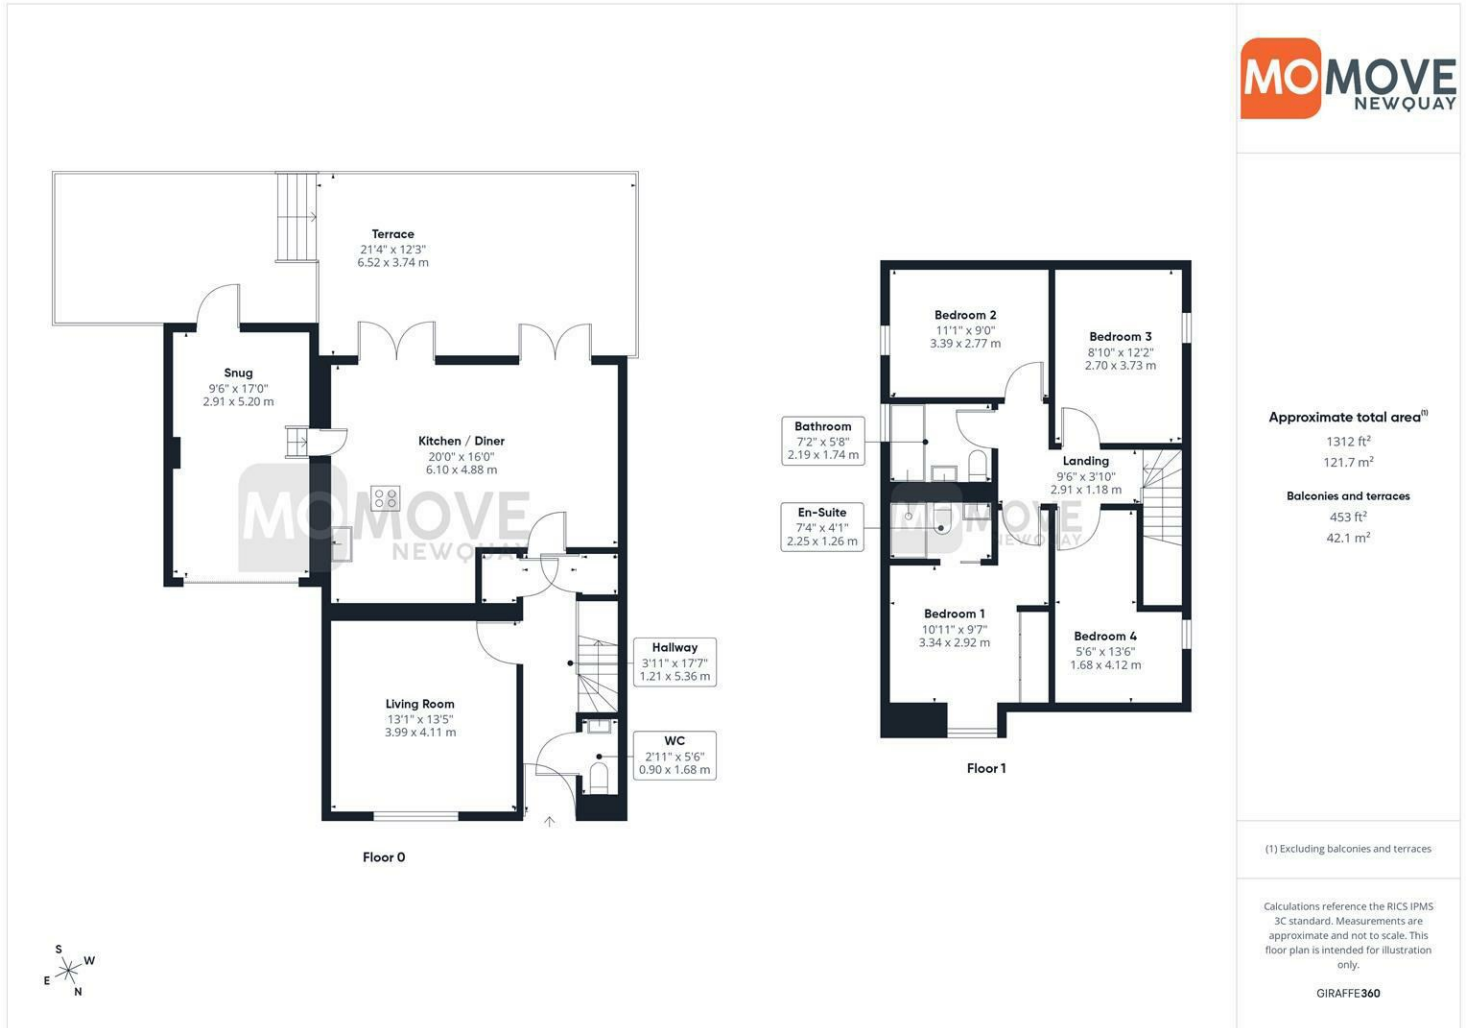 MOMOVE
NEWQUAY
Terrace
21'4" x 12'3"
6.52 x 3.74 m
Snug
9'6" x 17'0"
2.91 x 5.20 m
Kitchen / Diner
20'0" x 16'0"
6.10 x 4.88 m
MOMOVE
NEWQUAY
Living Room
13'1" x 13'5"
3.99 x 4.11 m
Hallway
3'11" x 17'7"
1.21 x 5.36 m
WC
2'11" x 5'6"
0.90 x 1.68 m
Floor 0
Bedroom 2
11'1" x 9'0"
3.39 x 2.77 m
Bedroom 3
8'10" x 12'2"
2.70 x 3.73 m
Bathroom
7'2" x 5'8"
2.19 x 1.74 m
Landing
9'6" x 3'10"
2.91 x 1.18 m
En-Suite
7'4" x 4'1"
2.25 x 1.26 m
MOMOVE
NEWQUAY
Bedroom 1
10'11" x 9'7"
3.34 x 2.92 m
Bedroom 4
5'6" x 13'6"
1.68 x 4.12 m
Floor 1
Approximate total area(1)
1312 ft²
121.7 m²
Balconies and terraces
453 ft²
42.1 m²
(1) Excluding balconies and terraces
Calculations reference the RICS IPMS
3C standard. Measurements are
approximate and not to scale. This
floor plan is intended for illustration
only.
GIRAFFE360
S
W
E
N